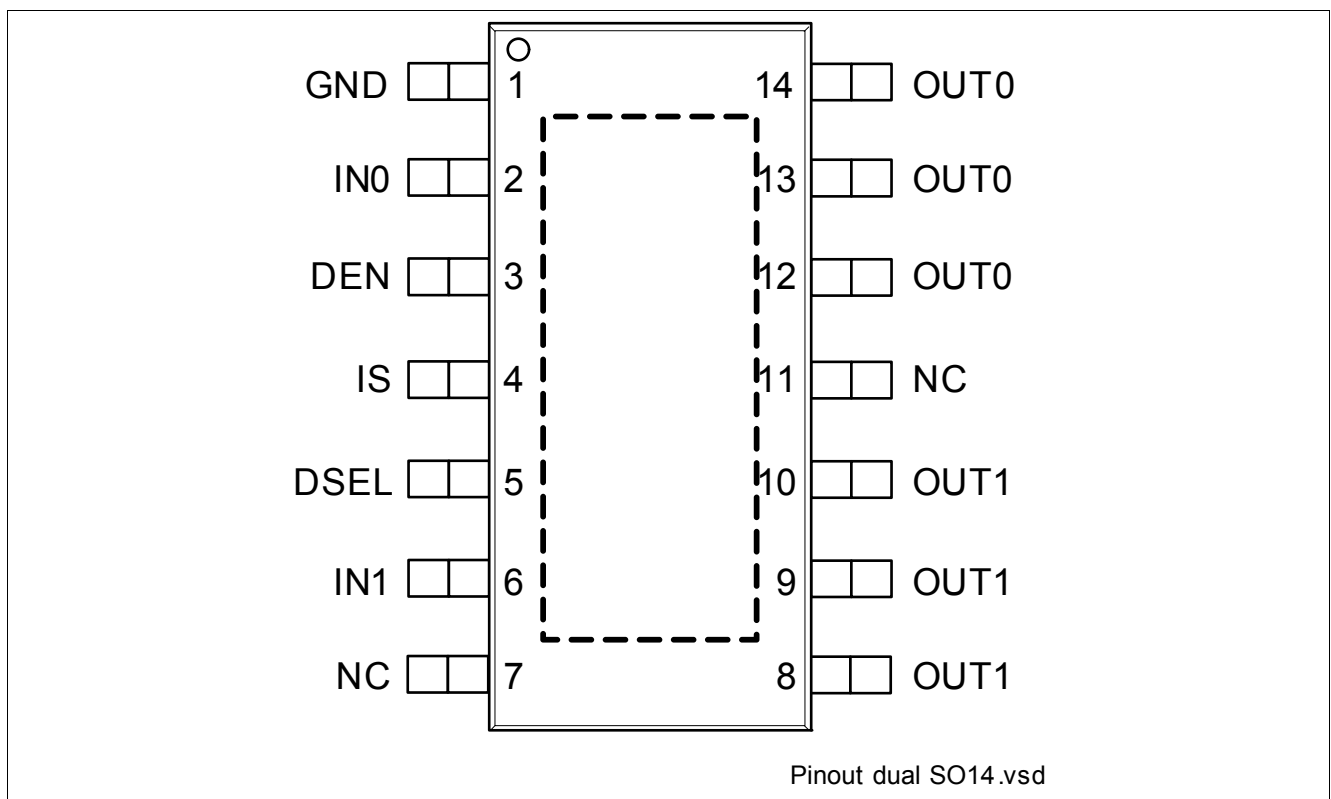 GND 1 14 OUT0
IN0 2 13 OUT0
DEN 3 12 OUT0
IS 4 11 NC
DSEL 5 10 OUT1
IN1 6 9 OUT1
NC 7 8 OUT1
Pinout dual SO14.vsd